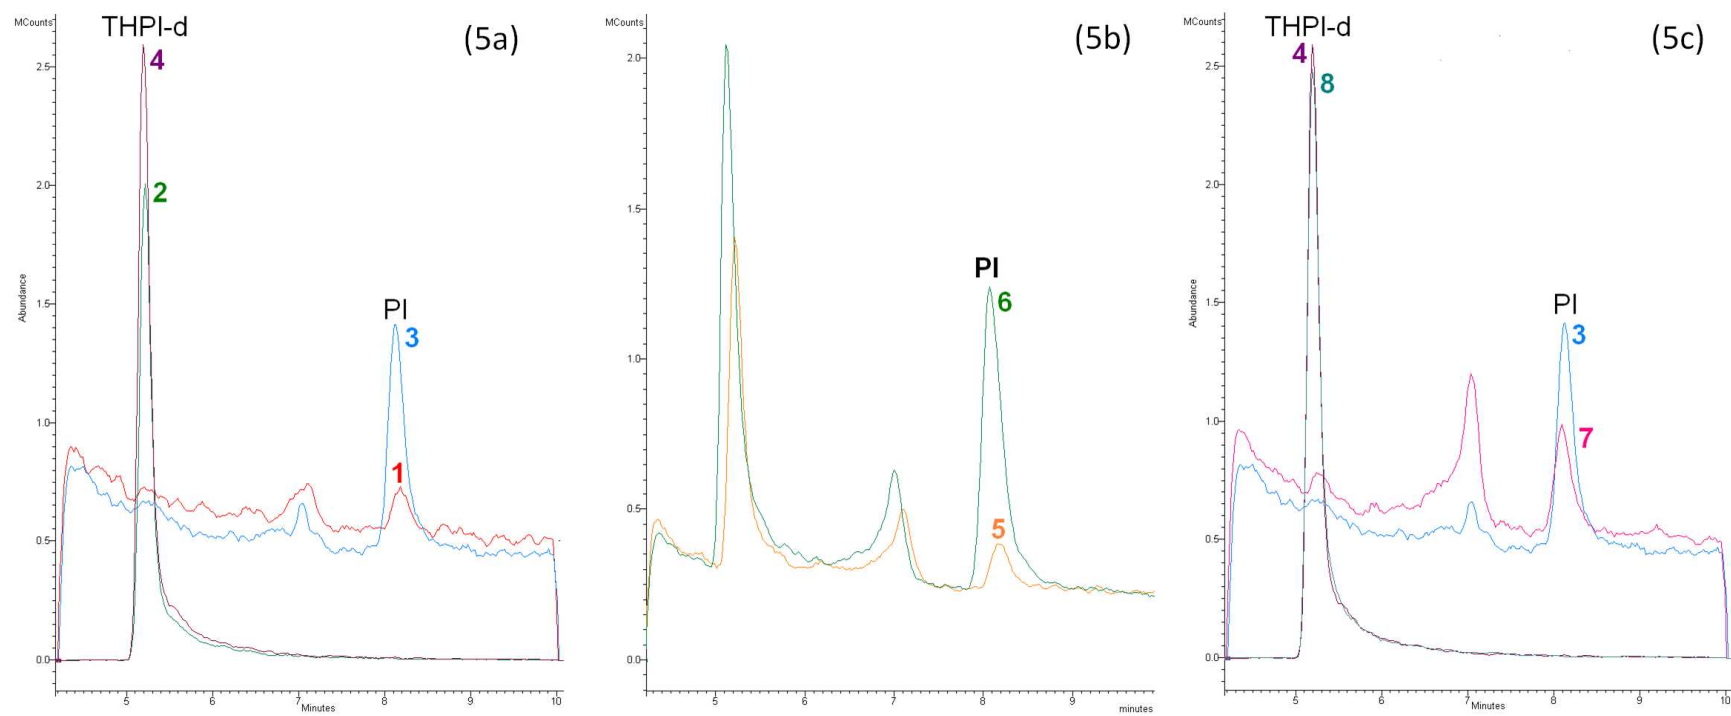 THPI-d
(5a)
MCounts
4
2.5
2.0
2
Abundance
1.5
PI
3
1.0
1
0.5
0.0
5 6 7 8 9 10
Minutes
(5b)
MCounts
2.0
1.5
PI
6
1.0
0.5
5
0.0
5 6 7 8 9
minutes
THPI-d
(5c)
MCounts
4
8
2.5
2.0
Abundance
1.5
PI
3
1.0
7
0.5
0.0
5 6 7 8 9 10
Minutes